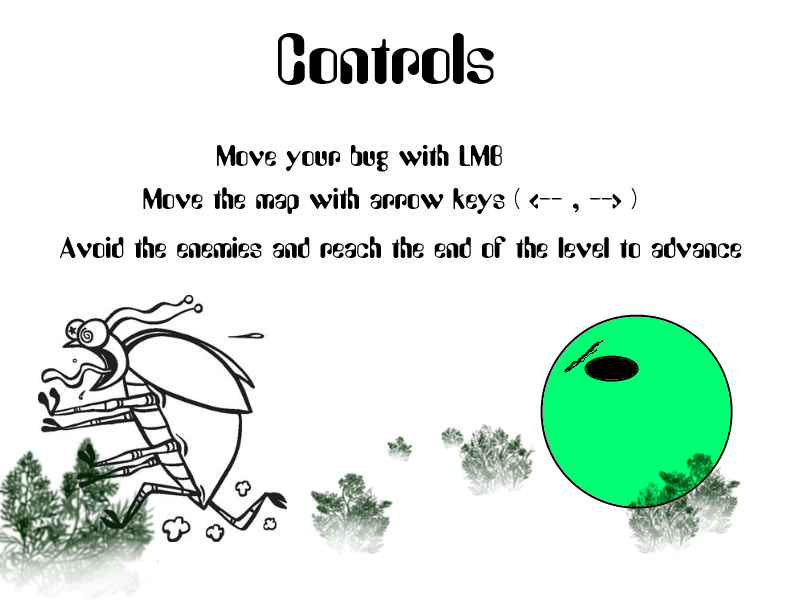 Controls
Move your bug with LMB
Move the map with arrow keys ( <-- , --> )
Avoid the enemies and reach the end of the level to advance